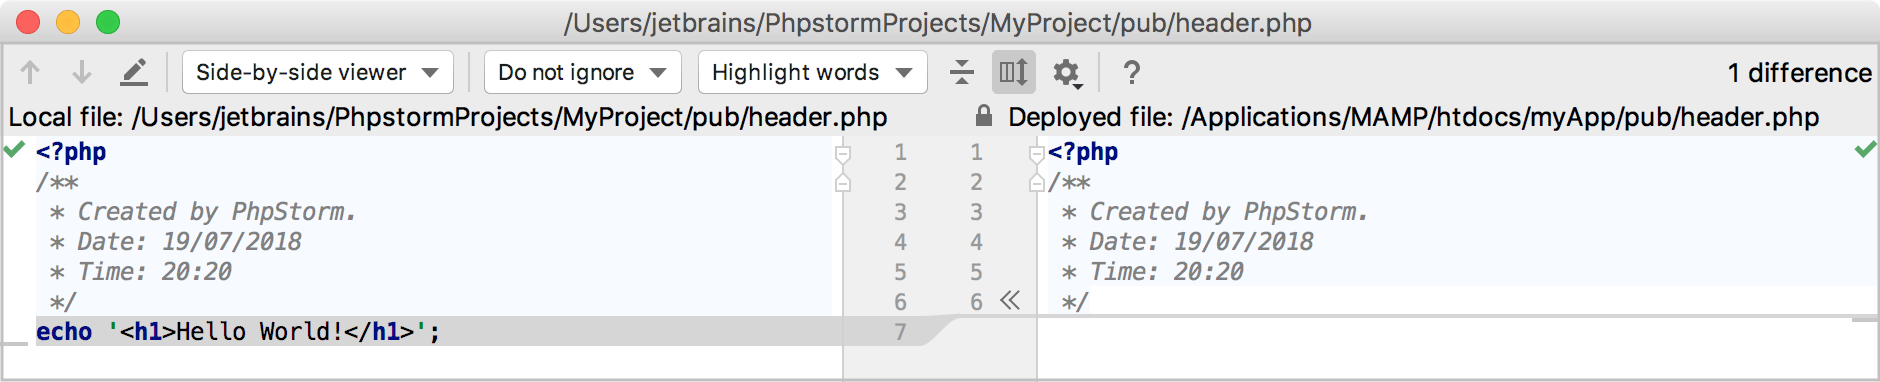 /Users/jetbrains/PhpstormProjects/MyProject/pub/header.php
Side-by-side viewer Do not ignore Highlight words ? 1 difference
Local file: /Users/jetbrains/PhpstormProjects/MyProject/pub/header.php Deployed file: /Applications/MAMP/htdocs/myApp/pub/header.php
<?php 1 1 <?php
/** 2 2 /**
* Created by PhpStorm. 3 3 * Created by PhpStorm.
* Date: 19/07/2018 4 4 * Date: 19/07/2018
* Time: 20:20 5 5 * Time: 20:20
*/ 6 6 */
echo '<h1>Hello World!</h1>'; 7